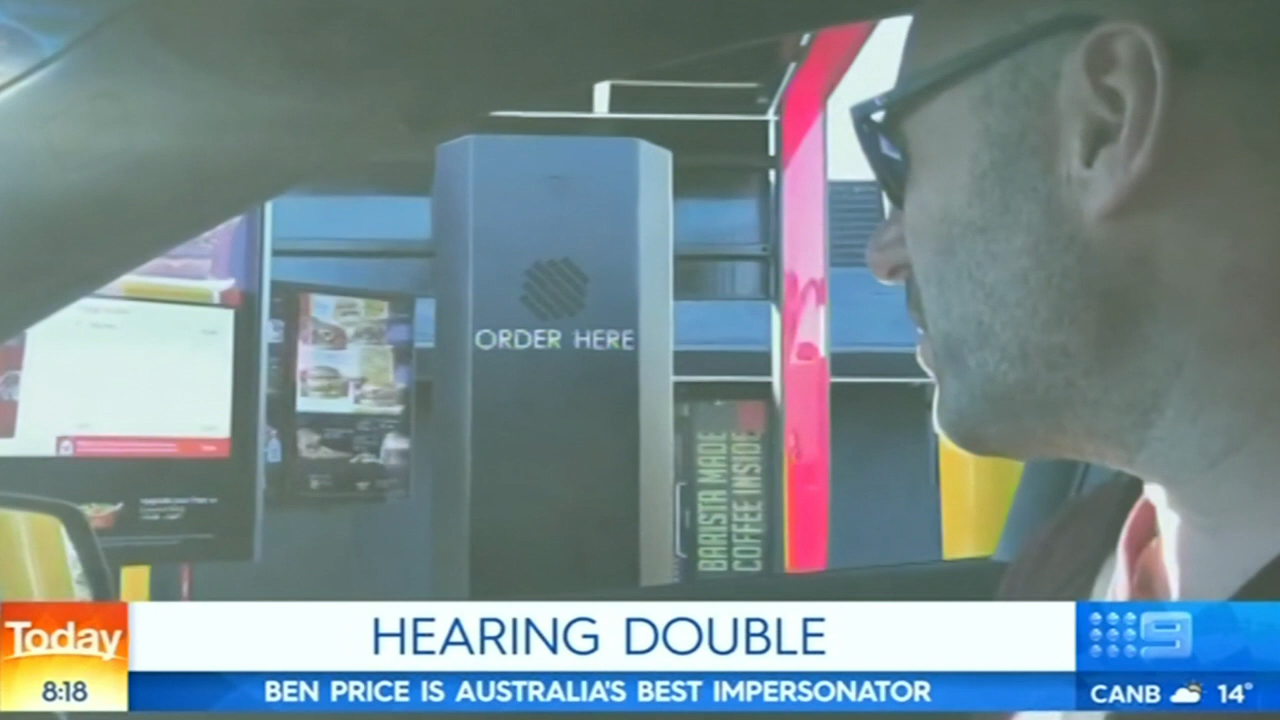 ORDER HERE
BARISTA MADE
COFFEE INSIDE
Today
HEARING DOUBLE
9
8:18
BEN PRICE IS AUSTRALIA'S BEST IMPERSONATOR
CANB 14°